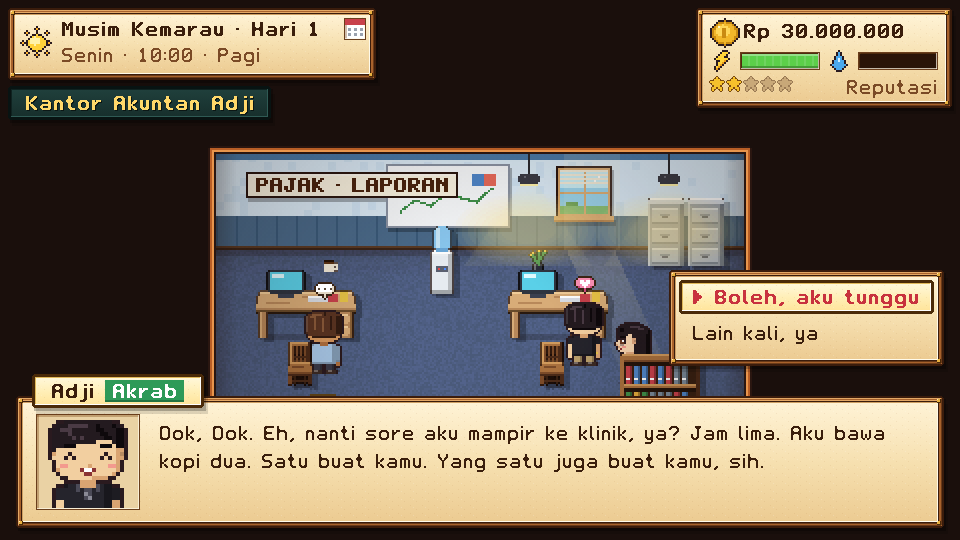 Musim Kemarau · Hari 1
Senin · 10:00 · Pagi
Rp 30.000.000
Reputasi
Kantor Akuntan Adji
PAJAK · LAPORAN
Boleh, aku tunggu
Lain kali, ya
Adji Akrab
Dok, Dok. Eh, nanti sore aku mampir ke klinik, ya? Jam lima. Aku bawa
kopi dua. Satu buat kamu. Yang satu juga buat kamu, sih.